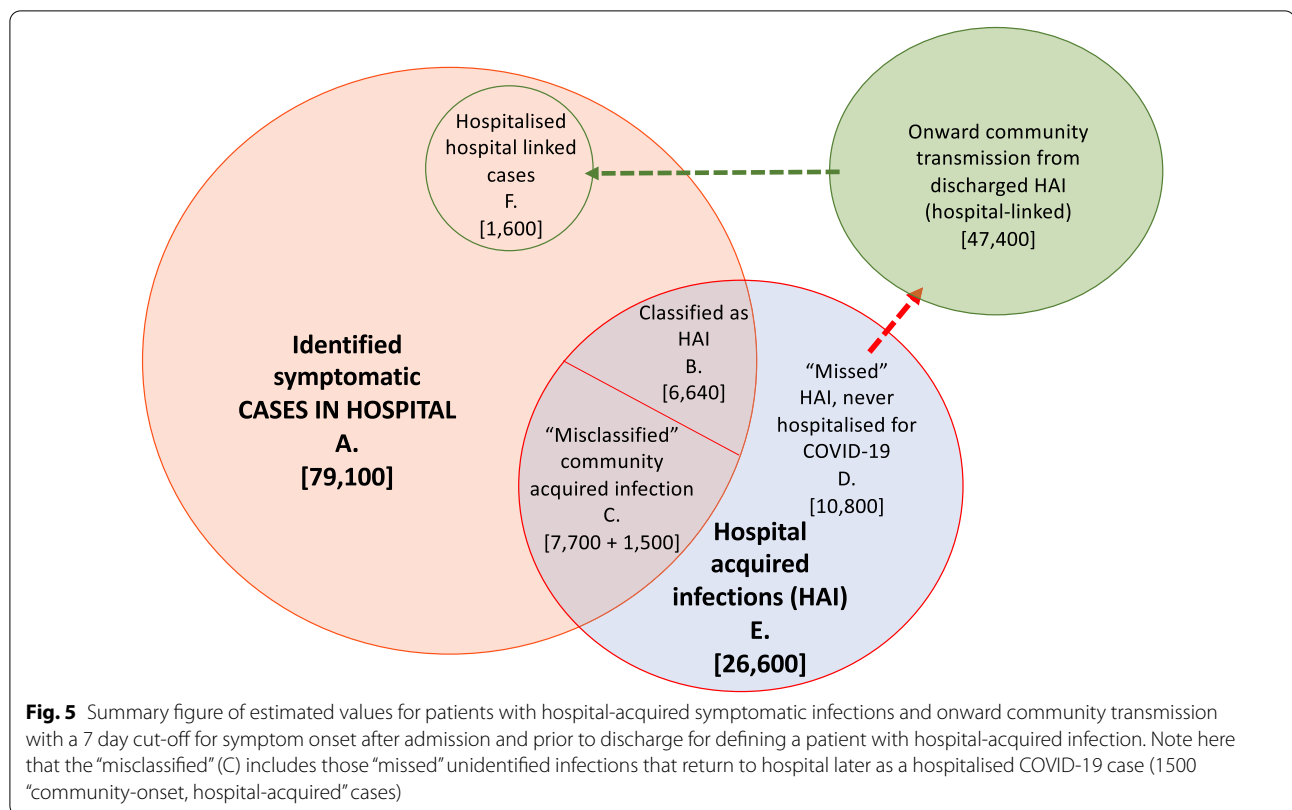 Hospitalised
hospital linked
cases
F.
[1,600]
Onward community
transmission from
discharged HAI
(hospital-linked)
[47,400]
Identified
symptomatic
CASES IN HOSPITAL
A.
[79,100]
Classified as
HAI
B.
[6,640]
"Misclassified"
community
acquired infection
C.
[7,700 + 1,500]
"Missed"
HAI, never
hospitalised for
COVID-19
D.
[10,800]
Hospital
acquired
infections (HAI)
E.
[26,600]
Fig. 5 Summary figure of estimated values for patients with hospital-acquired symptomatic infections and onward community transmission
with a 7 day cut-off for symptom onset after admission and prior to discharge for defining a patient with hospital-acquired infection. Note here
that the "misclassified" (C) includes those "missed" unidentified infections that return to hospital later as a hospitalised COVID-19 case (1500
"community-onset, hospital-acquired" cases)